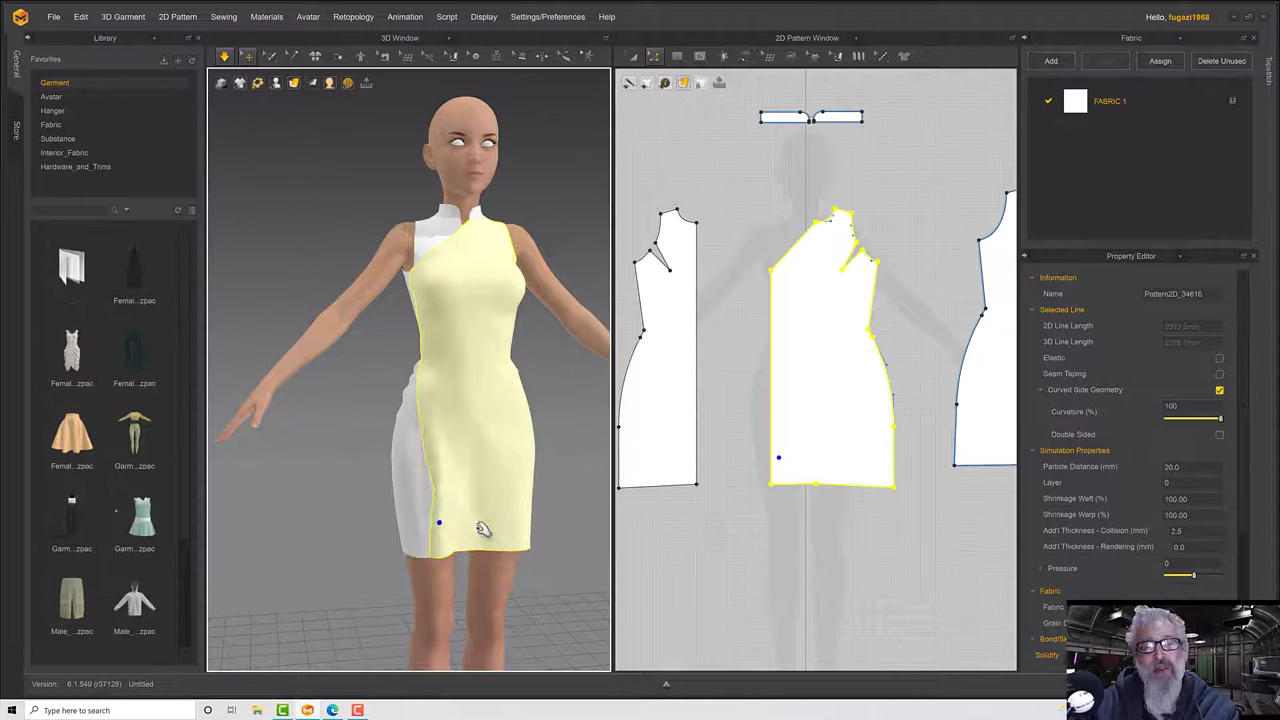 File Edit 3D Garment 2D Pattern Sewing Materials Avatar Retopology Animation Script Display Settings/Preferences Help Hello, fugazi1968
Library 3D Window 2D Pattern Window Fabric
General
Store
Topstitch
Favorites
Garment
Avatar
Hanger
Fabric
Substance
Interior_Fabric
Hardware_and_Trims
.. Femal....zpac
Femal....zpac Femal....zpac
Femal....zpac Garm....zpac
Garm....zpac Garm....zpac
Male_....zpac Male_....zpac
Add Assign Delete Unused
FABRIC 1
Property Editor
Information
Name Pattern2D_34616
Selected Line
2D Line Length
3D Line Length
Elastic
Seam Taping
Curved Side Geometry
Curvature (%) 100
Double Sided
Simulation Properties
Particle Distance (mm) 20.0
Layer 0
Shrinkage Weft (%) 100.00
Shrinkage Warp (%) 100.00
Add'l Thickness - Collision (mm) 2.5
Add'l Thickness - Rendering (mm) 0.0
Pressure 0
Fabric
Fabric
Solidify
Version: 6.1.549 (r37128) Untitled
Type here to search